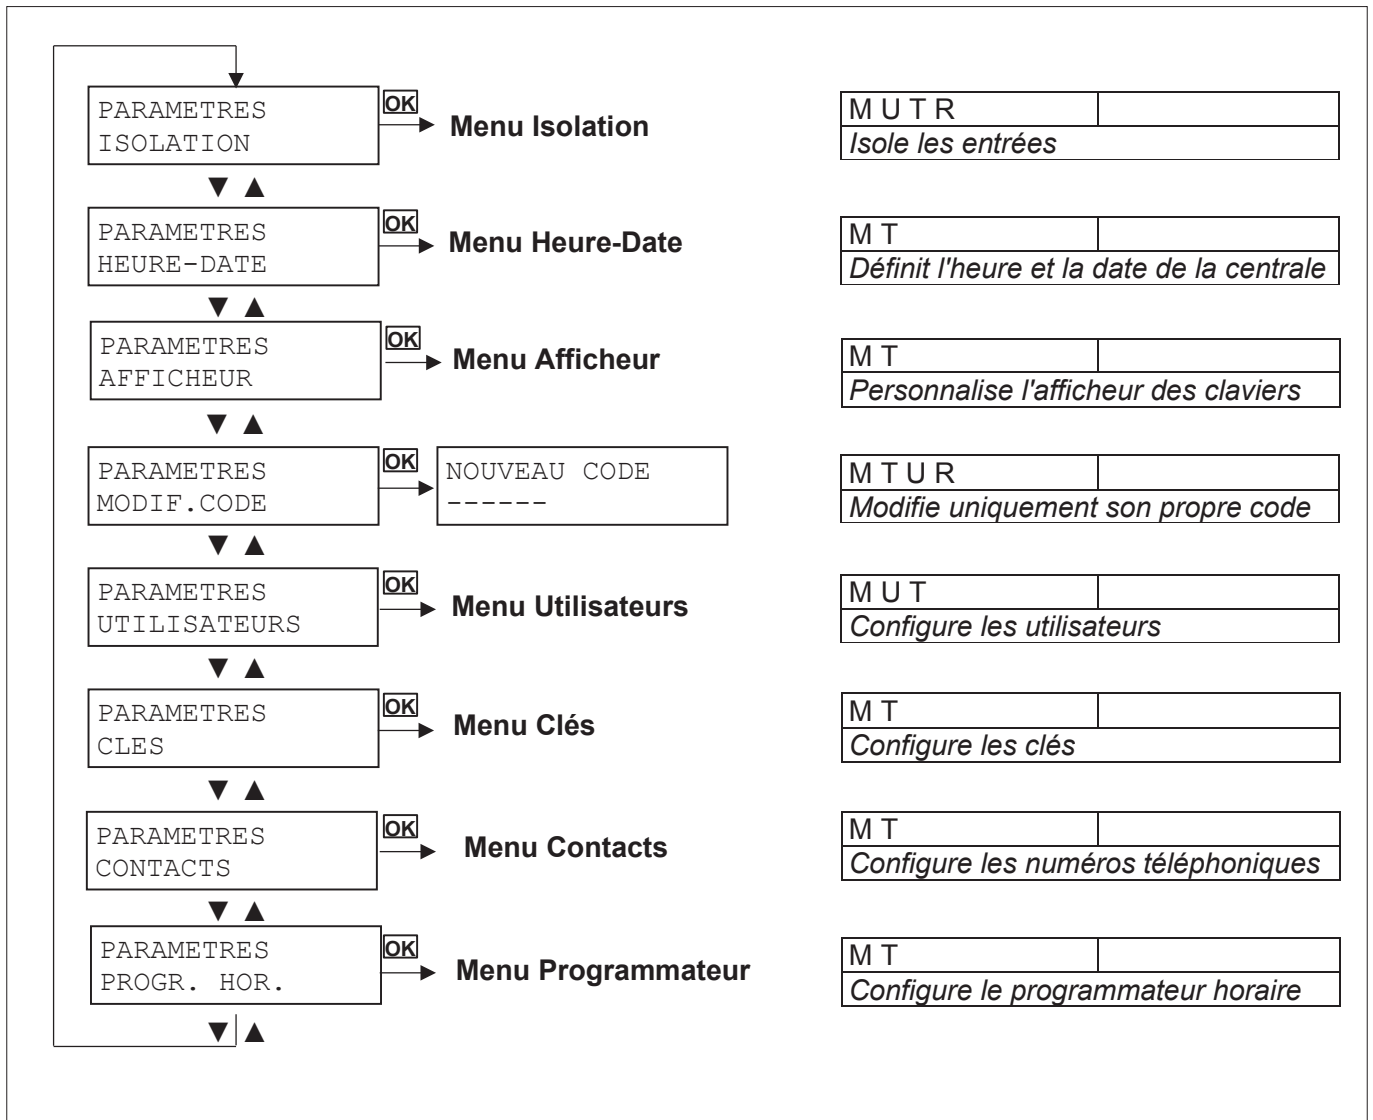 PARAMETRES
ISOLATION
OK
Menu Isolation
M U T R
Isole les entrées
▼ ▲
PARAMETRES
HEURE-DATE
OK
Menu Heure-Date
M T
Définit l'heure et la date de la centrale
▼ ▲
PARAMETRES
AFFICHEUR
OK
Menu Afficheur
M T
Personnalise l'afficheur des claviers
▼ ▲
PARAMETRES
MODIF.CODE
OK
NOUVEAU CODE
------
M T U R
Modifie uniquement son propre code
▼ ▲
PARAMETRES
UTILISATEURS
OK
Menu Utilisateurs
M U T
Configure les utilisateurs
▼ ▲
PARAMETRES
CLES
OK
Menu Clés
M T
Configure les clés
▼ ▲
PARAMETRES
CONTACTS
OK
Menu Contacts
M T
Configure les numéros téléphoniques
▼ ▲
PARAMETRES
PROGR. HOR.
OK
Menu Programmateur
M T
Configure le programmateur horaire
▼ ▲